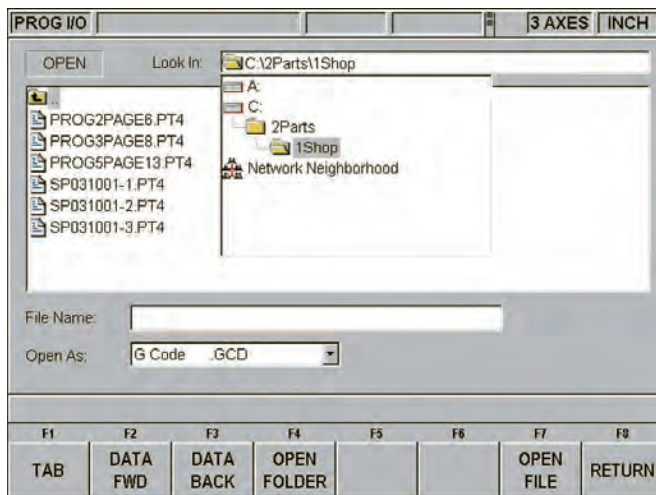 PROG I/O 3 AXES INCH
OPEN Look In: C:\2Parts\1Shop
..
A:
C:
2Parts
1Shop
Network Neighborhood
PROG2PAGE6.PT4
PROG3PAGE8.PT4
PROG5PAGE13.PT4
SP031001-1.PT4
SP031001-2.PT4
SP031001-3.PT4
File Name:
Open As: G Code .GCD
F1 F2 F3 F4 F5 F6 F7 F8
TAB DATA FWD DATA BACK OPEN FOLDER OPEN FILE RETURN